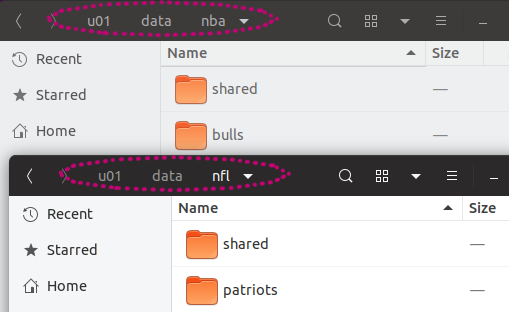 u01 data nba
Recent
Starred
Home
Name Size
shared —
bulls —
u01 data nfl
Recent
Starred
Home
Name Size
shared —
patriots —